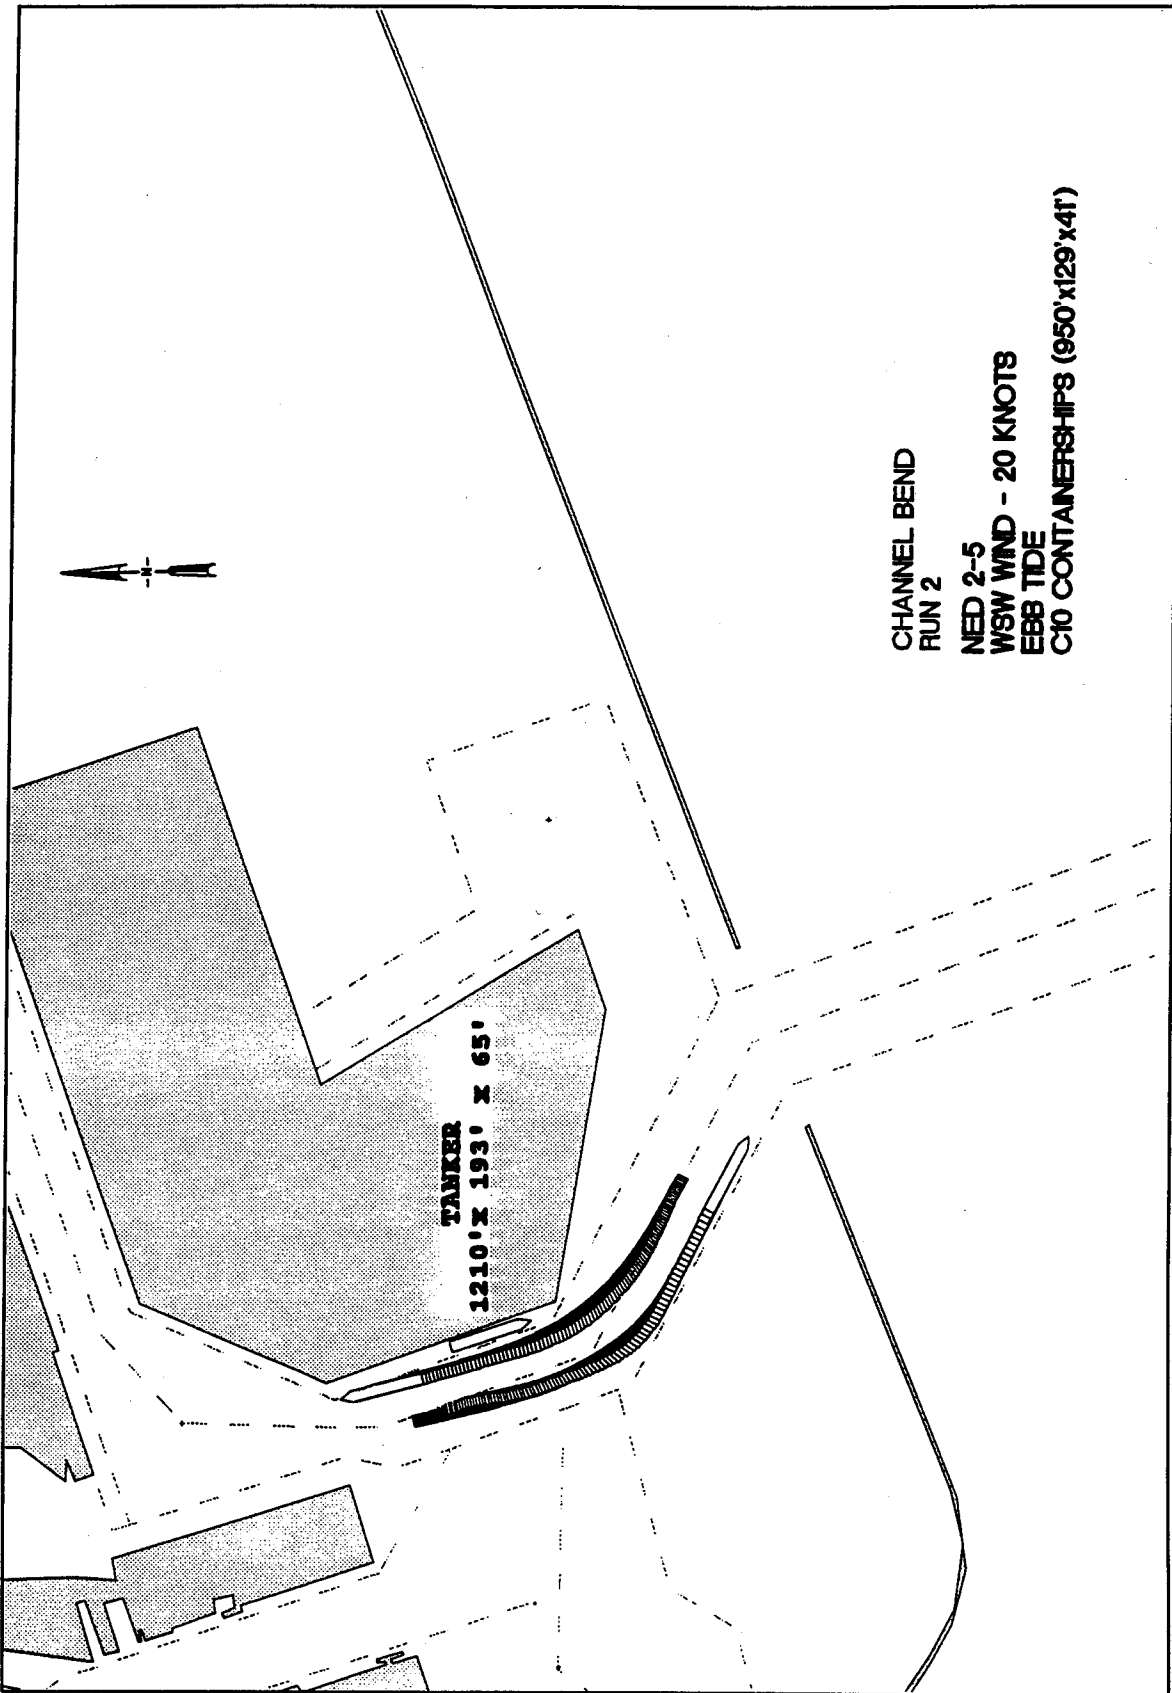 CHANNEL BEND
RUN 2
NED 2-5
WSW WIND - 20 KNOTS
EBB TIDE
C10 CONTAINERSHIPS (950'x129'x41')
TANKER
1210'x 193' x 65'
N